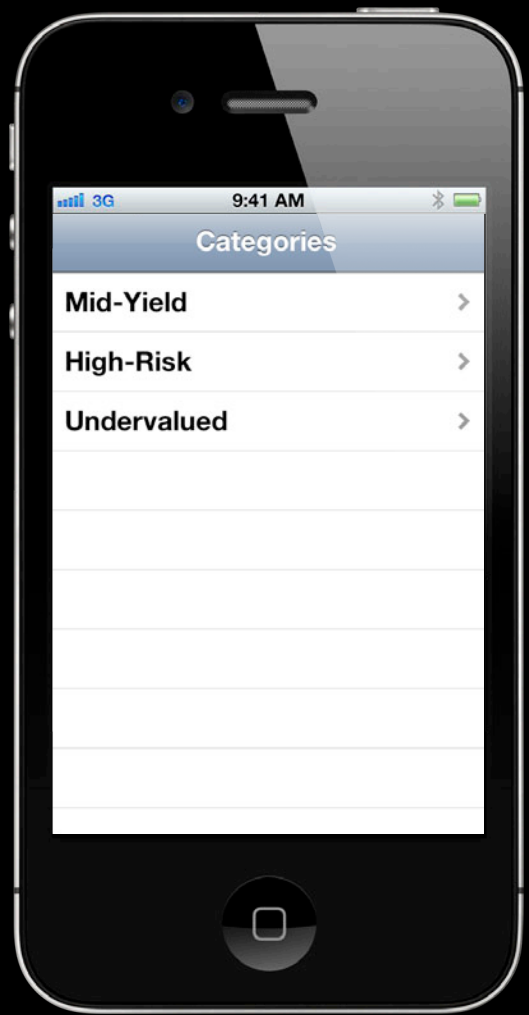 3G 9:41 AM
Categories
Mid-Yield
High-Risk
Undervalued